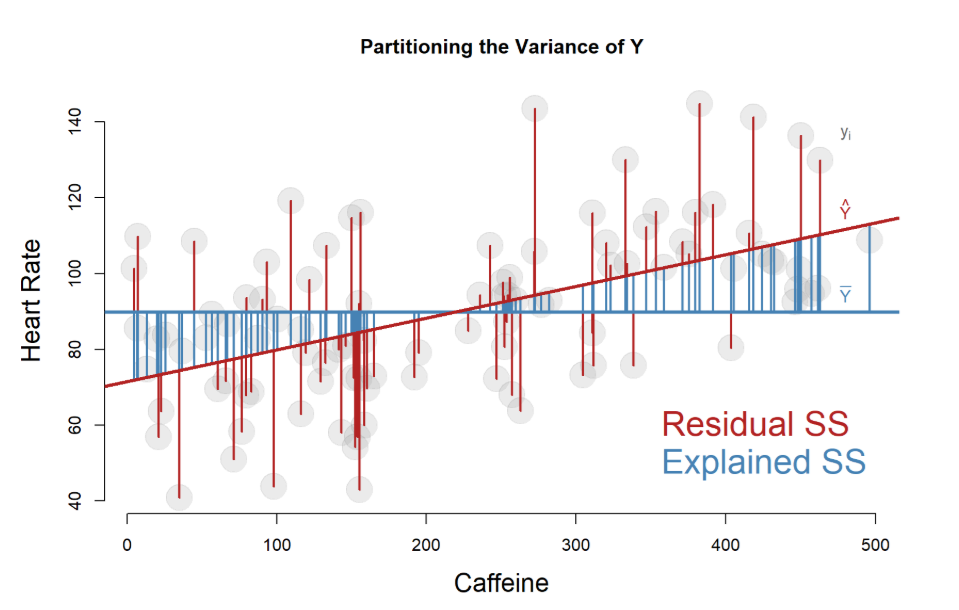 Partitioning the Variance of Y
Heart Rate
140
120
100
80
60
40
yᵢ
Ŷ
Y̅
Residual SS
Explained SS
0 100 200 300 400 500
Caffeine